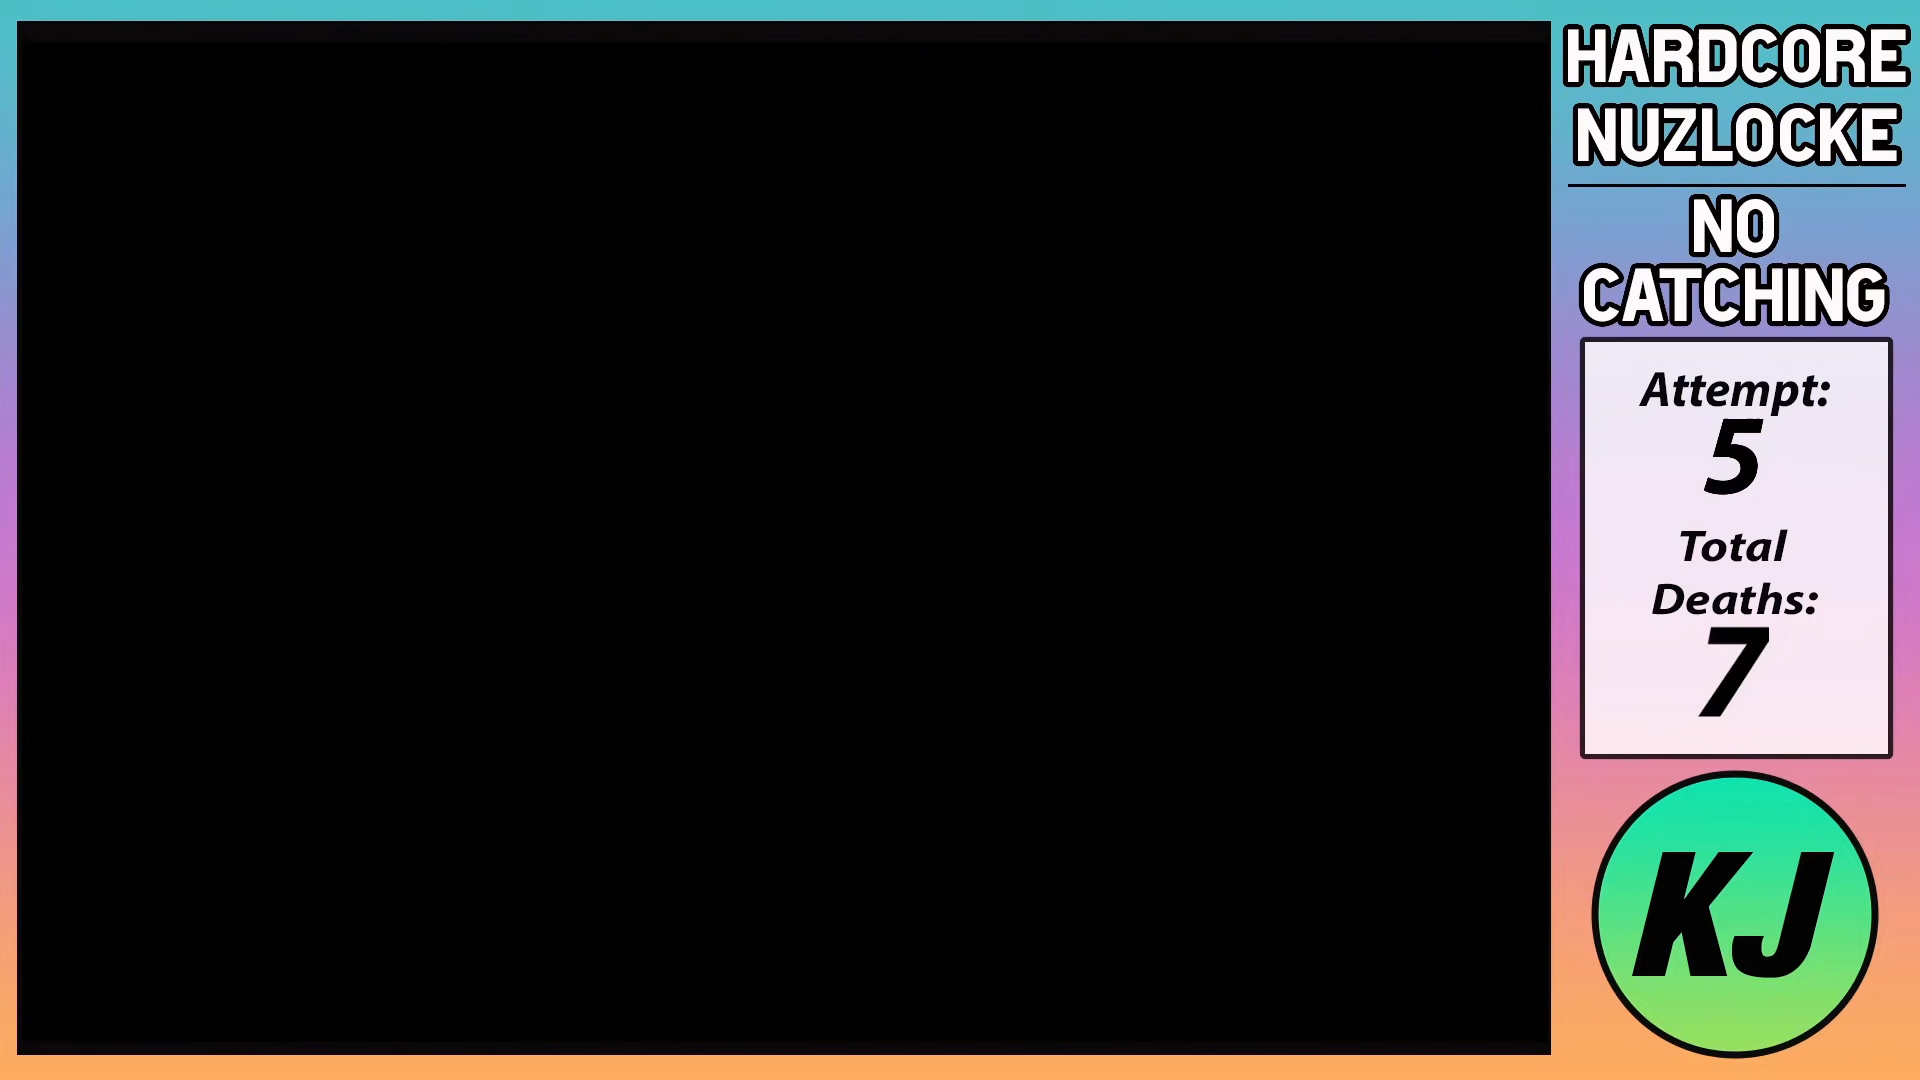 HARDCORE
NUZLOCKE
NO
CATCHING
Attempt:
5
Total
Deaths:
7
KJ